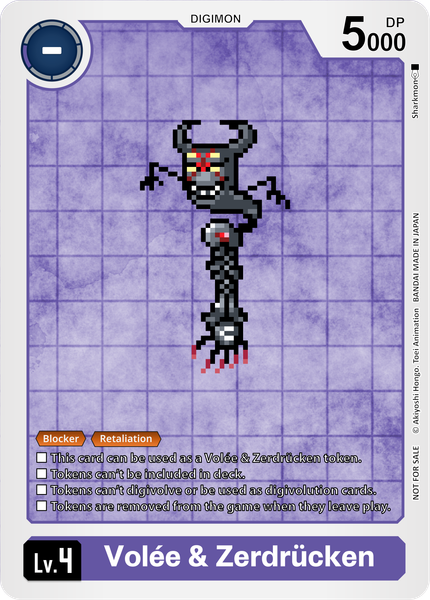 DIGIMON
DP
5000
-
Sharkmon
© Akiyoshi Hongo, Toei Animation BANDAI MADE IN JAPAN
NOT FOR SALE
Blocker Retaliation
This card can be used as a Volée & Zerdrücken token.
Tokens can't be included in deck.
Tokens can't digivolve or be used as digivolution cards.
Tokens are removed from the game when they leave play.
Lv.4 Volée & Zerdrücken